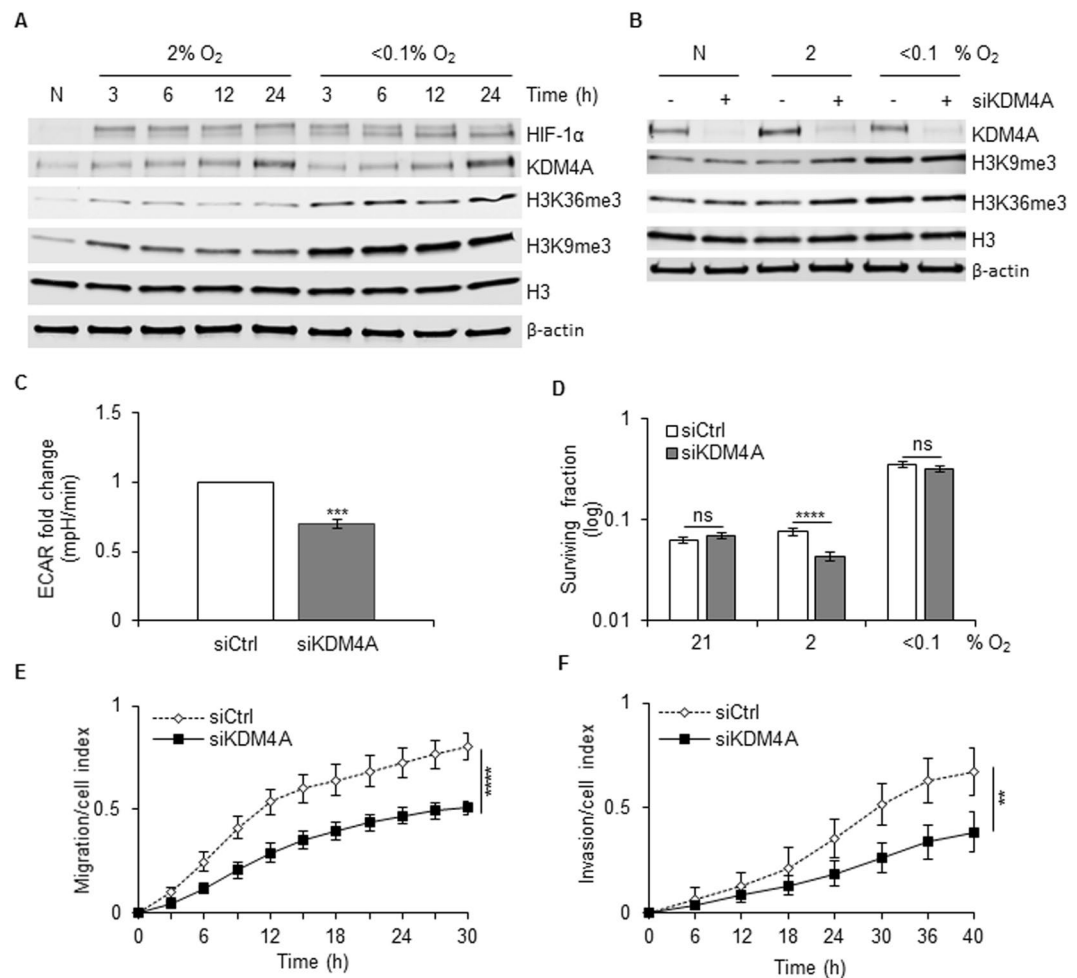 A
2% O₂ <0.1% O₂
N 3 6 12 24 3 6 12 24 Time (h)
HIF-1α
KDM4A
H3K36me3
H3K9me3
H3
β-actin
B
N 2 <0.1 % O₂
- + - + - + siKDM4A
KDM4A
H3K9me3
H3K36me3
H3
β-actin
C
ECAR fold change
(mpH/min)
1.5
1
0.5
0
***
siCtrl siKDM4A
D
Surviving fraction
(log)
1
0.1
0.01
siCtrl
siKDM4A
ns
****
ns
21 2 <0.1 % O₂
E
Migration/cell index
1
0.5
0
siCtrl
siKDM4A
****
0 6 12 18 24 30
Time (h)
F
Invasion/cell index
1
0.5
0
siCtrl
siKDM4A
**
0 6 12 18 24 30 36 40
Time (h)